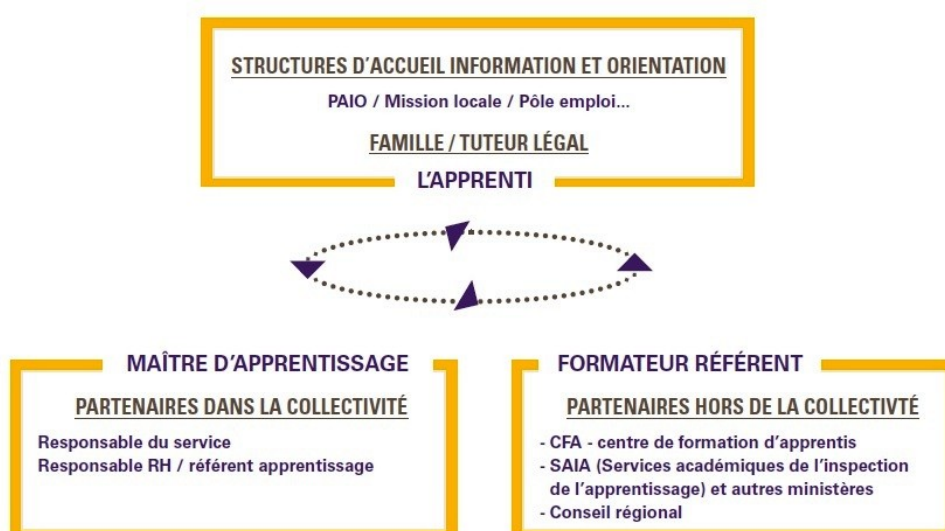 STRUCTURES D'ACCUEIL INFORMATION ET ORIENTATION
PAIO / Mission locale / Pôle emploi...
FAMILLE / TUTEUR LÉGAL
L'APPRENTI
MAÎTRE D'APPRENTISSAGE
PARTENAIRES DANS LA COLLECTIVITÉ
Responsable du service
Responsable RH / référent apprentissage
FORMATEUR RÉFÉRENT
PARTENAIRES HORS DE LA COLLECTIVTÉ
- CFA - centre de formation d'apprentis
- SAIA (Services académiques de l'inspection
de l'apprentissage) et autres ministères
- Conseil régional